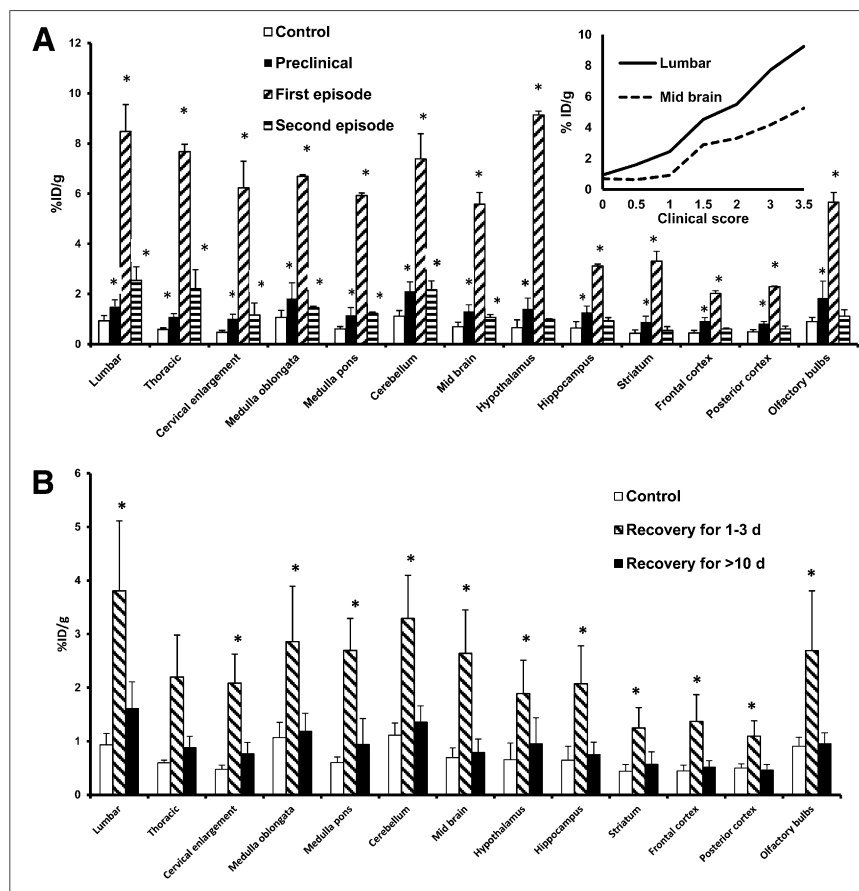 A
Control
Preclinical
First episode
Second episode
%ID/g
12
10
8
6
4
2
0
* * * * * * * * * * * * *
* * * * * * * * * * * *
* * * * * * *
Lumbar
Thoracic
Cervical enlargement
Medulla oblongata
Medulla pons
Cerebellum
Mid brain
Hypothalamus
Hippocampus
Striatum
Frontal cortex
Posterior cortex
Olfactory bulbs
% ID/g
10
8
6
4
2
0
Lumbar
Mid brain
0 0.5 1 1.5 2 3 3.5
Clinical score
B
Control
Recovery for 1-3 d
Recovery for >10 d
%ID/g
6
5
4
3
2
1
0
* * * * * * * * * * * *
Lumbar
Thoracic
Cervical enlargement
Medulla oblongata
Medulla pons
Cerebellum
Mid brain
Hypothalamus
Hippocampus
Striatum
Frontal cortex
Posterior cortex
Olfactory bulbs